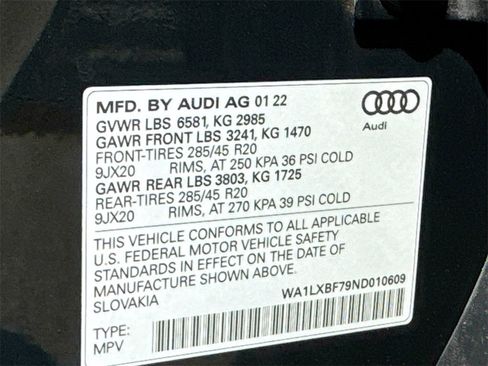 MFD. BY AUDI AG 01 22
GVWR LBS 6581, KG 2985
GAWR FRONT LBS 3241, KG 1470
FRONT-TIRES 285/45 R20
9JX20 RIMS, AT 250 KPA 36 PSI COLD
GAWR REAR LBS 3803, KG 1725
REAR-TIRES 285/45 R20
9JX20 RIMS, AT 270 KPA 39 PSI COLD
Audi
THIS VEHICLE CONFORMS TO ALL APPLICABLE
U.S. FEDERAL MOTOR VEHICLE SAFETY
STANDARDS IN EFFECT ON THE DATE OF
MANUFACTURE SHOWN ABOVE.
SLOVAKIA
WA1LXBF79ND010609
TYPE:
MPV